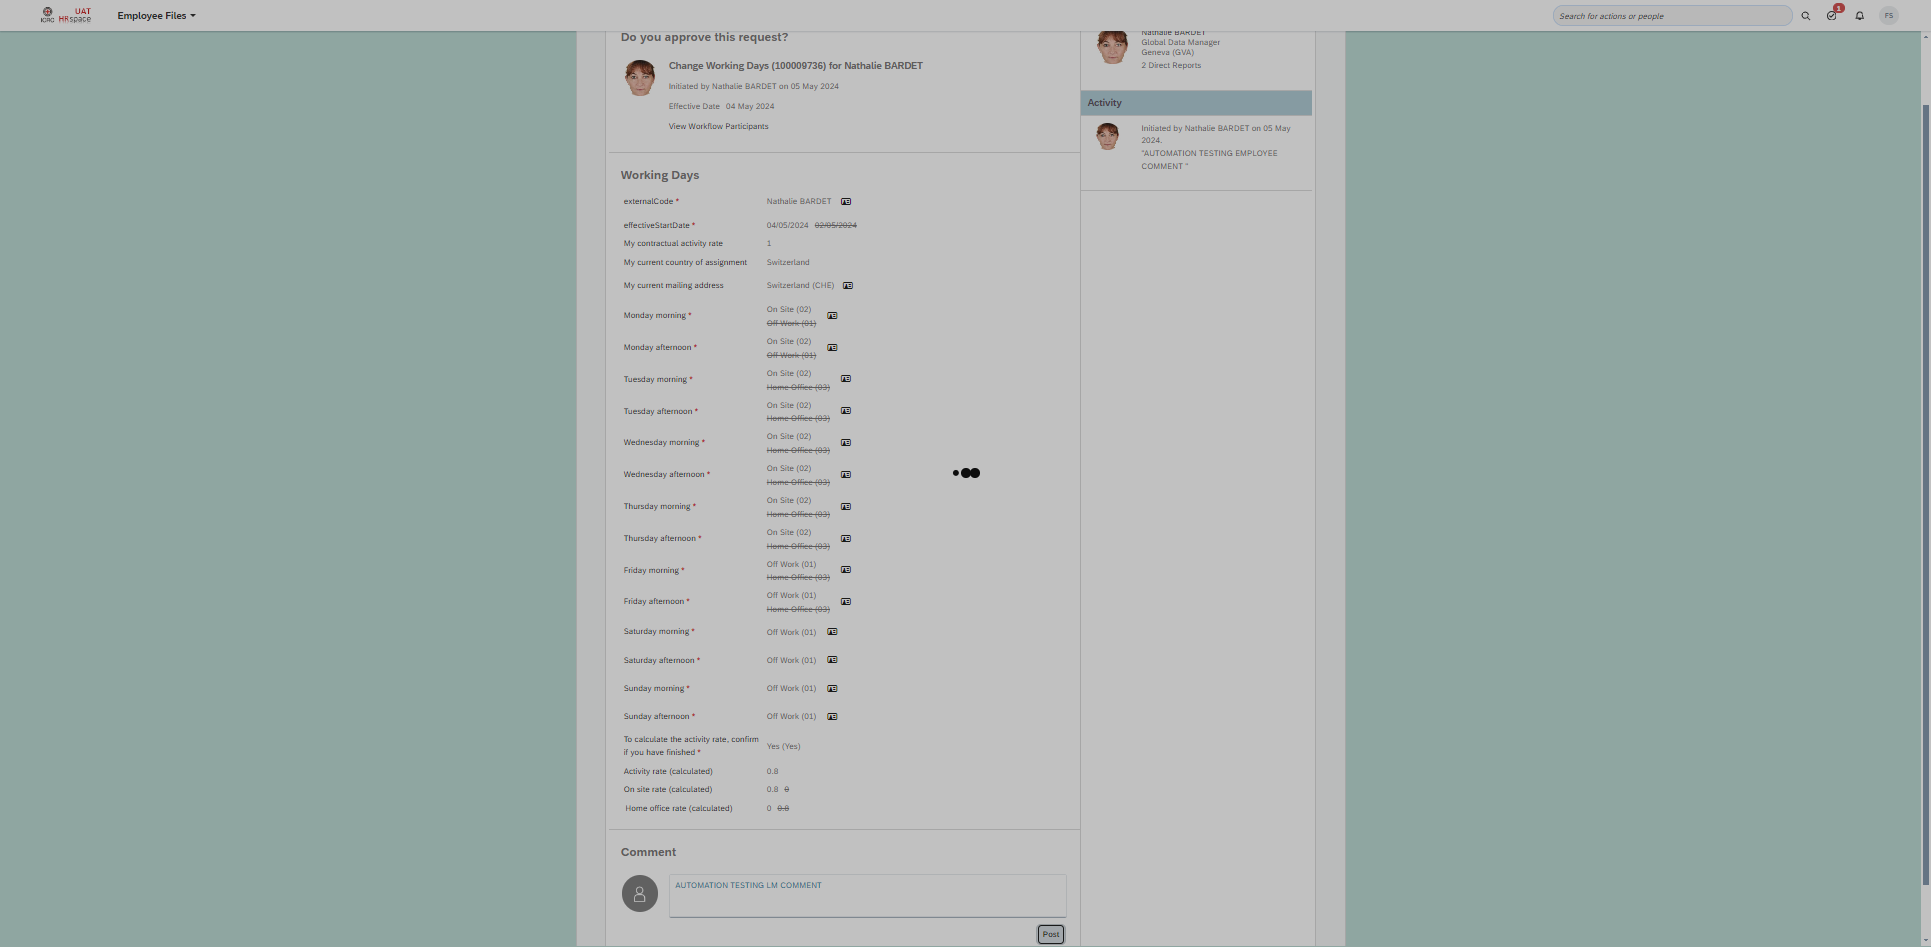 ICRC
UAT
HRspace
Employee Files
Search for actions or people
1
FS
Do you approve this request?
Change Working Days (100009736) for Nathalie BARDET
Initiated by Nathalie BARDET on 05 May 2024
Effective Date 04 May 2024
View Workflow Participants
Nathalie BARDET
Global Data Manager
Geneva (GVA)
2 Direct Reports
Activity
Initiated by Nathalie BARDET on 05 May
2024.
"AUTOMATION TESTING EMPLOYEE
COMMENT "
Working Days
externalCode * Nathalie BARDET
effectiveStartDate * 04/05/2024 02/05/2024
My contractual activity rate 1
My current country of assignment Switzerland
My current mailing address Switzerland (CHE)
Monday morning * On Site (02)
Off Work (01)
Monday afternoon * On Site (02)
Off Work (01)
Tuesday morning * On Site (02)
Home Office (03)
Tuesday afternoon * On Site (02)
Home Office (03)
Wednesday morning * On Site (02)
Home Office (03)
Wednesday afternoon * On Site (02)
Home Office (03)
Thursday morning * On Site (02)
Home Office (03)
Thursday afternoon * On Site (02)
Home Office (03)
Friday morning * Off Work (01)
Home Office (03)
Friday afternoon * Off Work (01)
Home Office (03)
Saturday morning * Off Work (01)
Saturday afternoon * Off Work (01)
Sunday morning * Off Work (01)
Sunday afternoon * Off Work (01)
To calculate the activity rate, confirm
if you have finished * Yes (Yes)
Activity rate (calculated) 0.8
On site rate (calculated) 0.8 0
Home office rate (calculated) 0 0.8
Comment
AUTOMATION TESTING LM COMMENT
Post